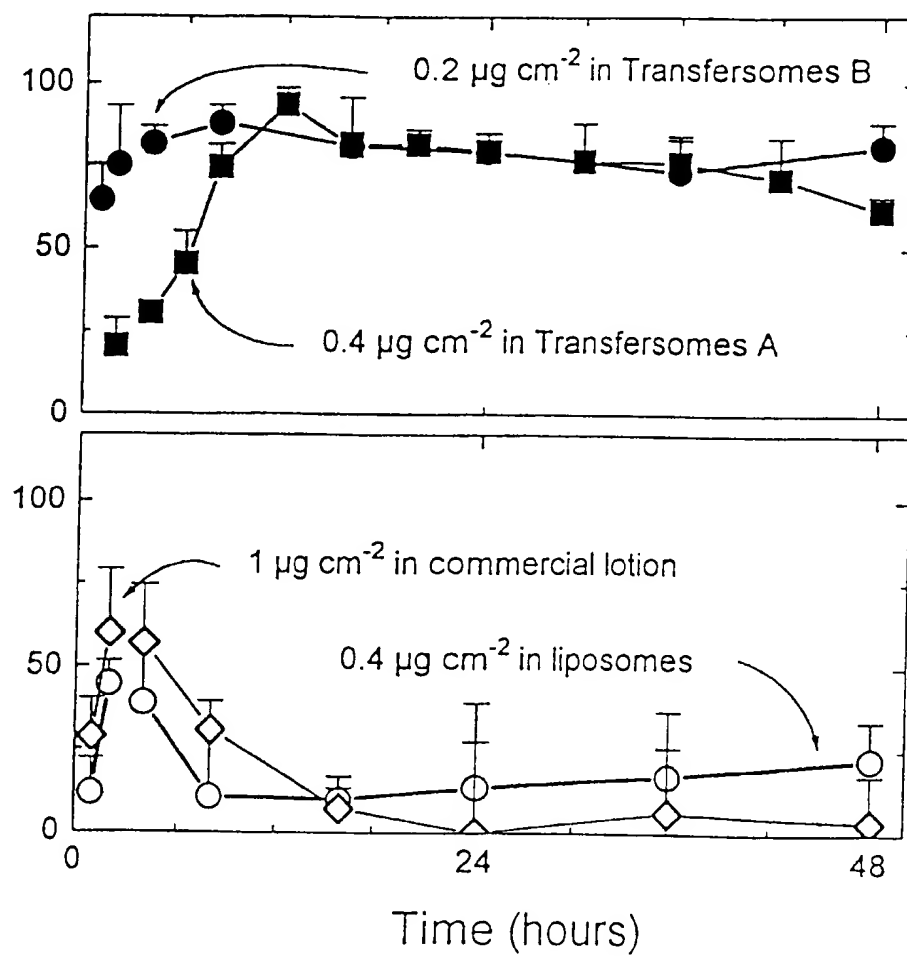 100
0.2 µg cm-2 in Transfersomes B
50
0.4 µg cm-2 in Transfersomes A
0
100
1 µg cm-2 in commercial lotion
50
0.4 µg cm-2 in liposomes
0
0 24 48
Time (hours)